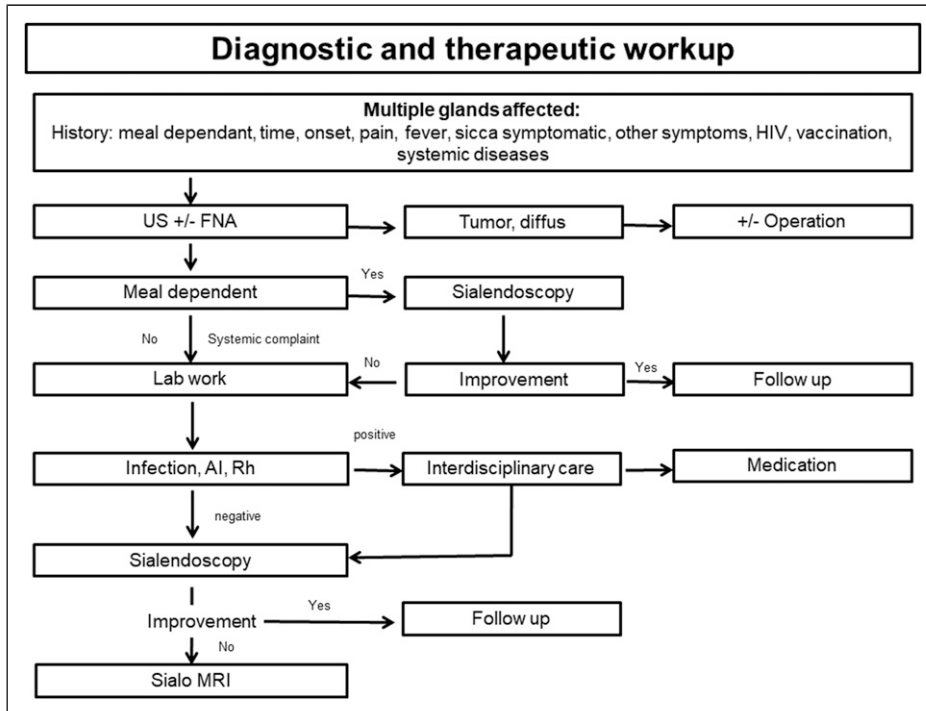 Diagnostic and therapeutic workup
Multiple glands affected:
History: meal dependant, time, onset, pain, fever, sicca symptomatic, other symptoms, HIV, vaccination,
systemic diseases
US +/- FNA
Tumor, diffus
+/- Operation
Yes
Meal dependent
Sialendoscopy
No
Systemic complaint
No
Yes
Lab work
Improvement
Follow up
positive
Infection, AI, Rh
Interdisciplinary care
Medication
negative
Sialendoscopy
Yes
Improvement
Follow up
No
Sialo MRI